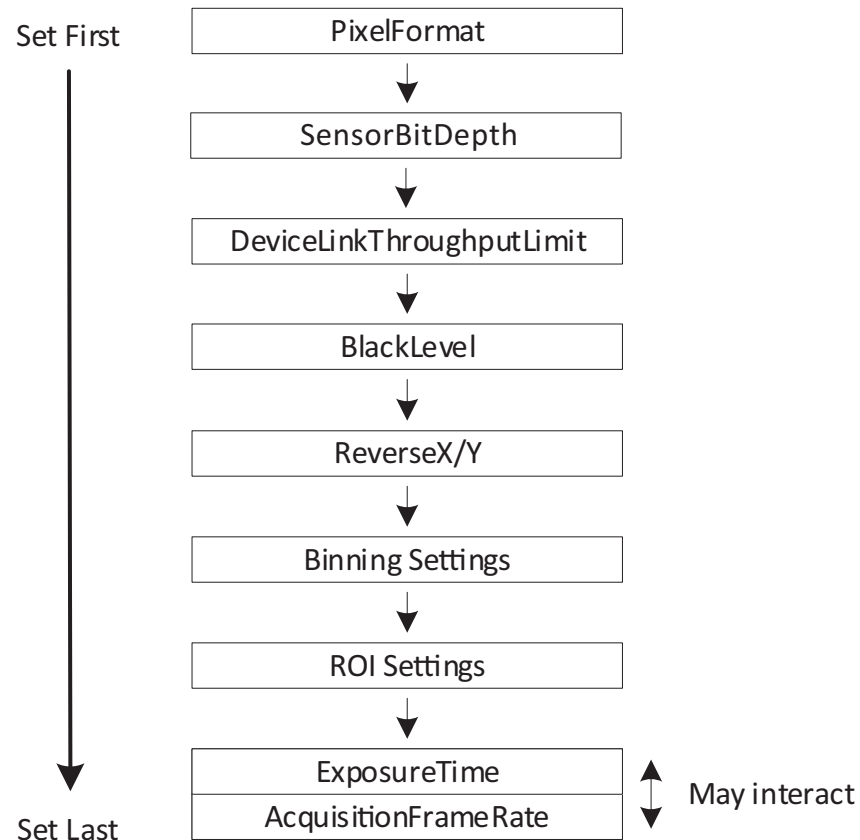 Set First
PixelFormat
SensorBitDepth
DeviceLinkThroughputLimit
BlackLevel
ReverseX/Y
Binning Settings
ROI Settings
ExposureTime
May interact
AcquisitionFrameRate
Set Last